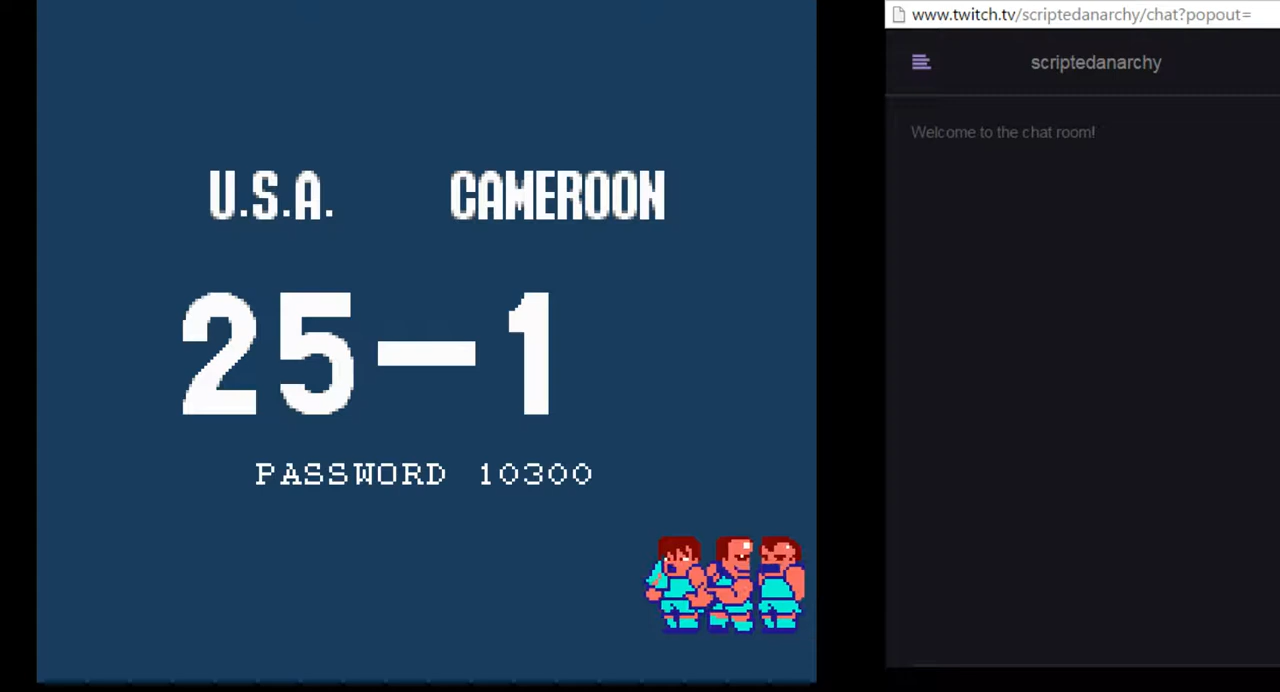 www.twitch.tv/scriptedanarchy/chat?popout=
scriptedanarchy
Welcome to the chat room!
U.S.A. CAMEROON
25-1
PASSWORD 10300